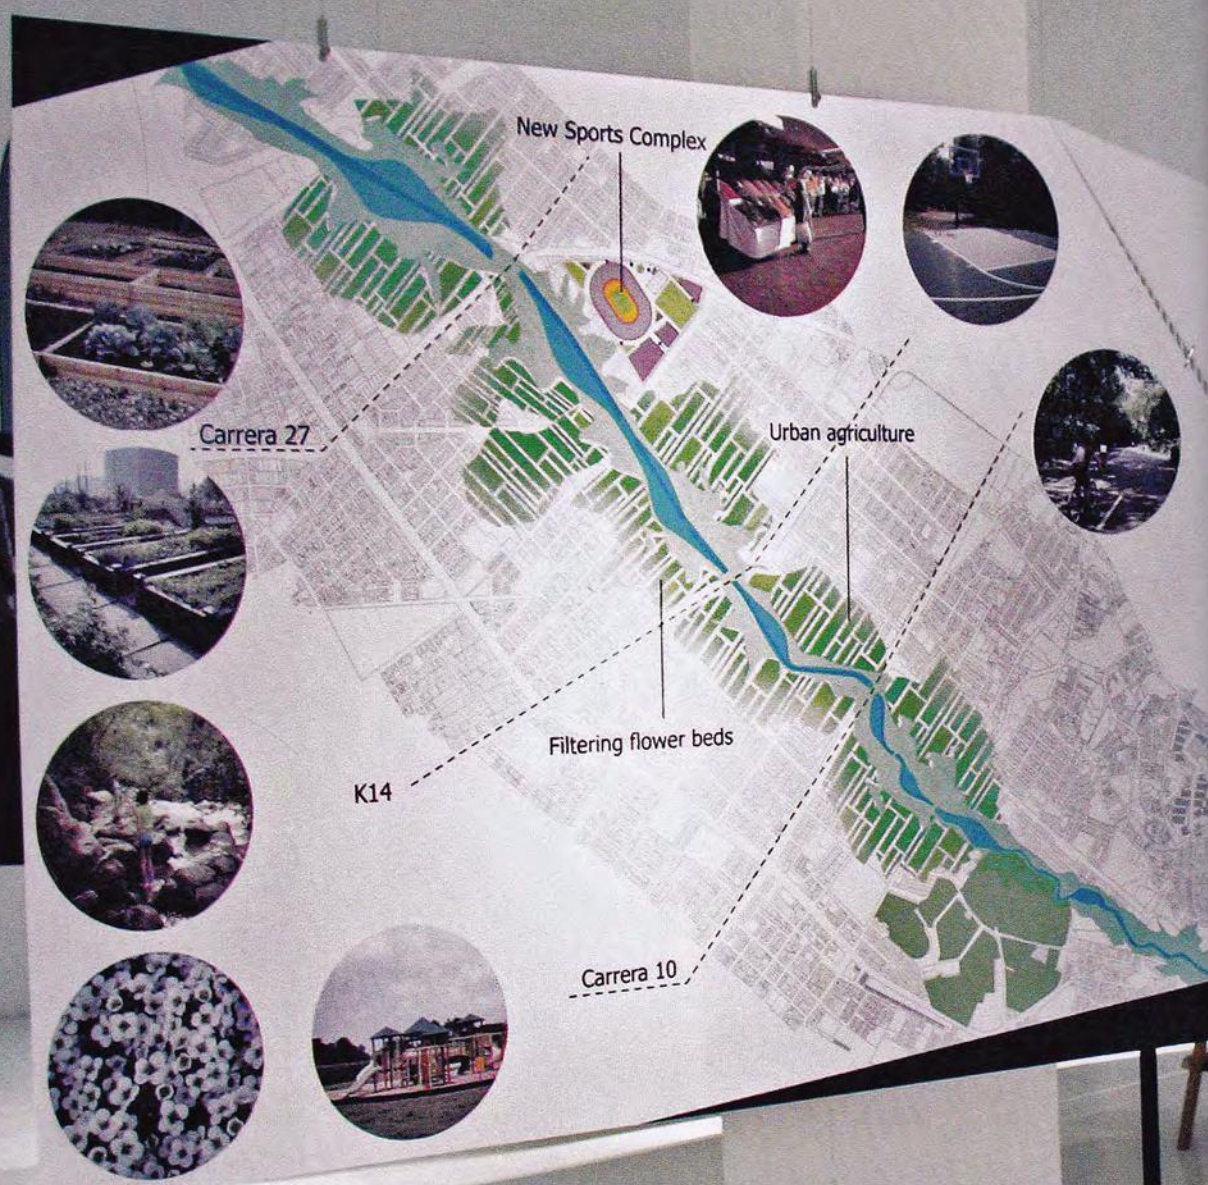 New Sports Complex
Carrera 27
Urban agriculture
Filtering flower beds
K14
Carrera 10